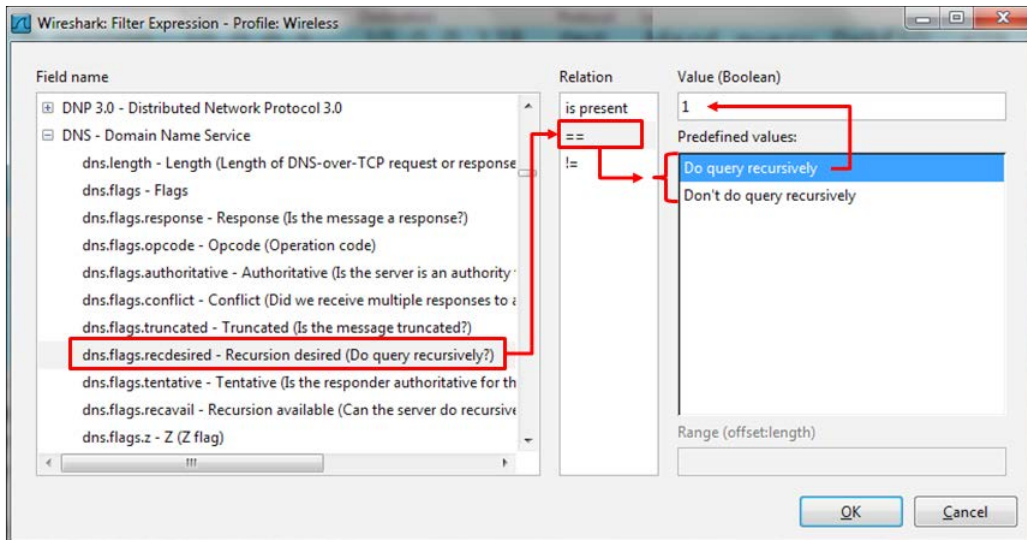 Wireshark: Filter Expression - Profile: Wireless
Field name
DNP 3.0 - Distributed Network Protocol 3.0
DNS - Domain Name Service
dns.length - Length (Length of DNS-over-TCP request or response
dns.flags - Flags
dns.flags.response - Response (Is the message a response?)
dns.flags.opcode - Opcode (Operation code)
dns.flags.authoritative - Authoritative (Is the server is an authority
dns.flags.conflict - Conflict (Did we receive multiple responses to a
dns.flags.truncated - Truncated (Is the message truncated?)
dns.flags.recdesired - Recursion desired (Do query recursively?)
dns.flags.tentative - Tentative (Is the responder authoritative for th
dns.flags.recavail - Recursion available (Can the server do recursive
dns.flags.z - Z (Z flag)
Relation
is present
==
!=
Value (Boolean)
1
Predefined values:
Do query recursively
Don't do query recursively
Range (offset:length)
OK
Cancel